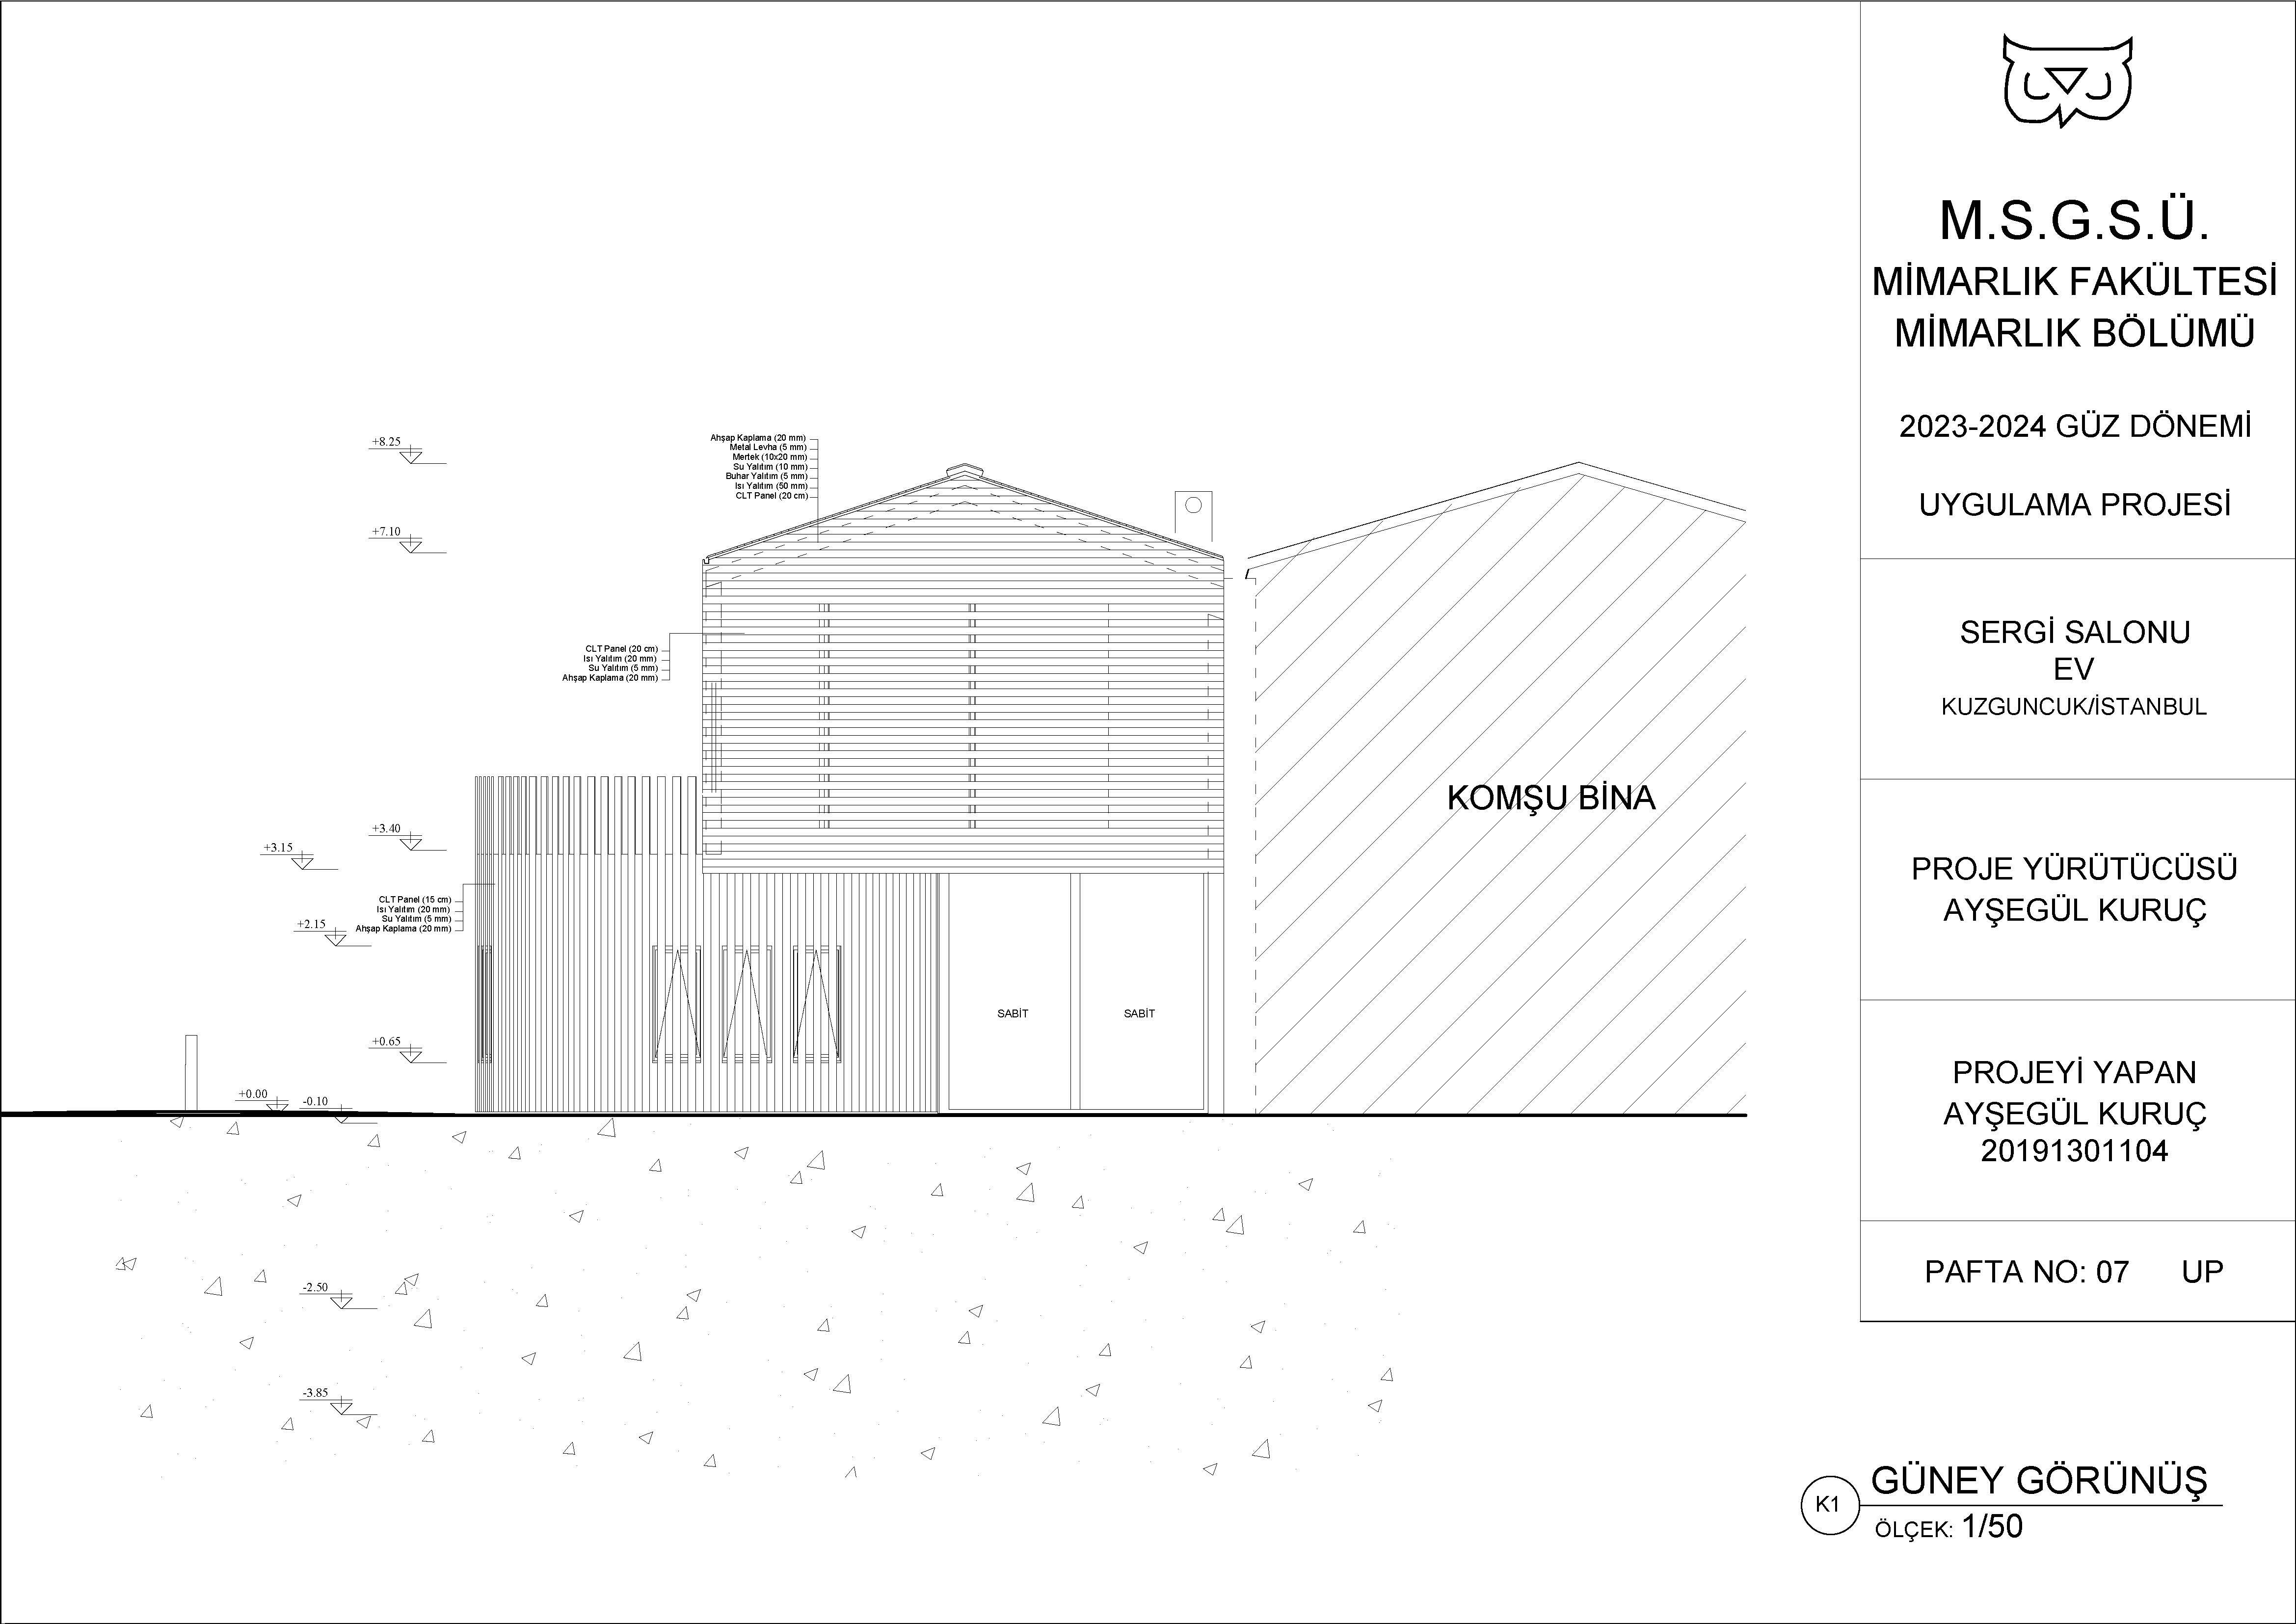 M.S.G.S.Ü.
MİMARLIK FAKÜLTESİ
MİMARLIK BÖLÜMÜ
2023-2024 GÜZ DÖNEMİ
UYGULAMA PROJESİ
SERGİ SALONU
EV
KUZGUNCUK/İSTANBUL
PROJE YÜRÜTÜCÜSÜ
AYŞEGÜL KURUÇ
PROJEYİ YAPAN
AYŞEGÜL KURUÇ
20191301104
PAFTA NO: 07 UP
+8.25
Ahşap Kaplama (20 mm)
Metal Levha (5 mm)
Mertek (10x20 mm)
Su Yalıtım (10 mm)
Buhar Yalıtım (5 mm)
Isı Yalıtım (50 mm)
CLT Panel (20 cm)
+7.10
CLT Panel (20 cm)
Isı Yalıtım (20 mm)
Su Yalıtım (5 mm)
Ahşap Kaplama (20 mm)
KOMŞU BİNA
+3.40
+3.15
CLT Panel (15 cm)
Isı Yalıtım (20 mm)
Su Yalıtım (5 mm)
Ahşap Kaplama (20 mm)
+2.15
SABİT
SABİT
+0.65
+0.00
-0.10
-2.50
-3.85
K1
GÜNEY GÖRÜNÜŞ
ÖLÇEK: 1/50